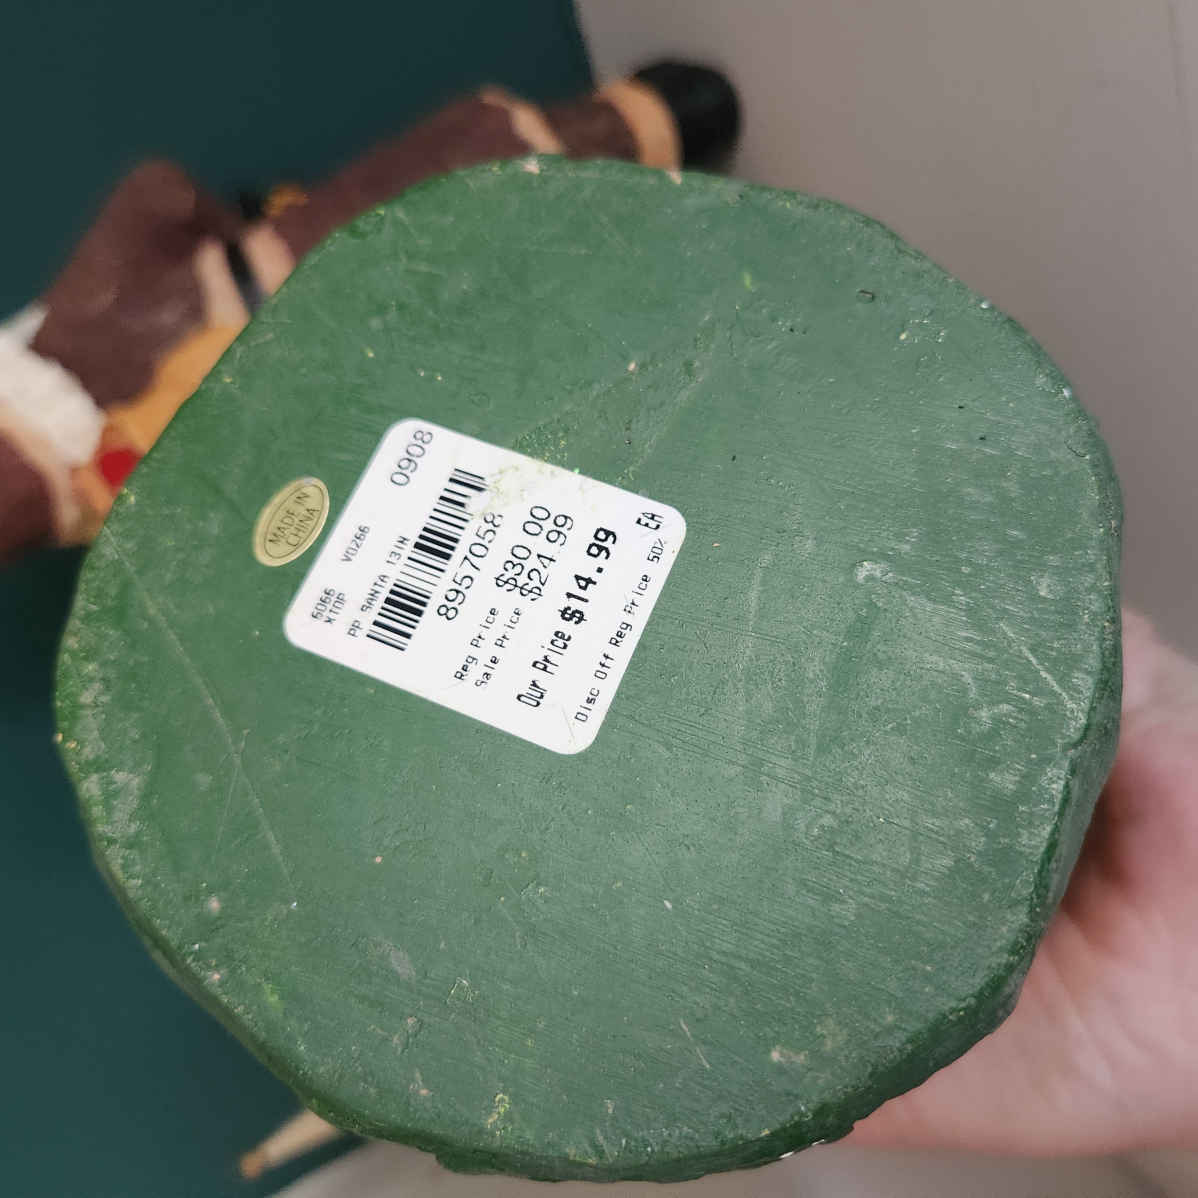 MADE IN
CHINA
0908
6066 V0266
XTOP
PP SANTA 13IN
8957058
Reg Price $30.00
Sale Price $24.99
Our Price $14.99
Disc Off Reg Price 50% EA